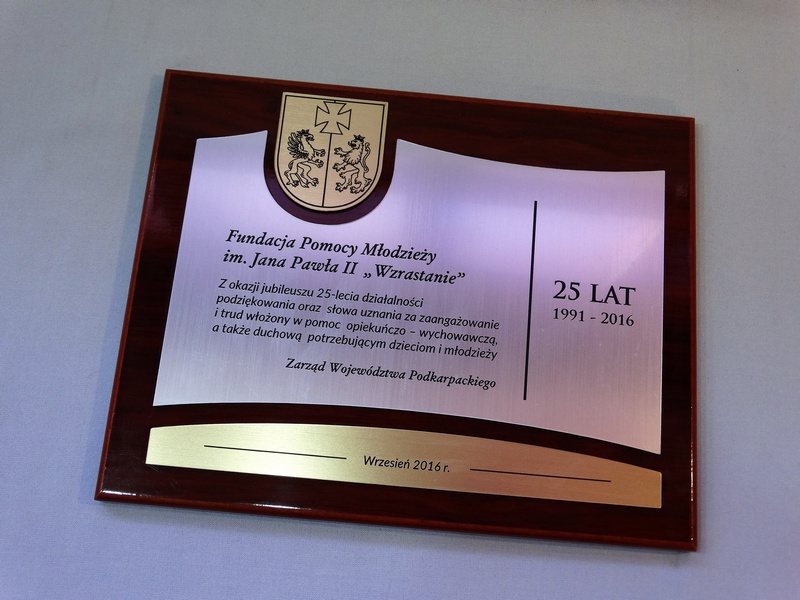 Fundacja Pomocy Młodzieży
im. Jana Pawła II „Wzrastanie”
Z okazji jubileuszu 25-lecia działalności
podziękowania oraz słowa uznania za zaangażowanie
i trud włożony w pomoc opiekuńczo – wychowawczą,
a także duchową potrzebującym dzieciom i młodzieży
Zarząd Województwa Podkarpackiego
25 LAT
1991 - 2016
Wrzesień 2016 r.